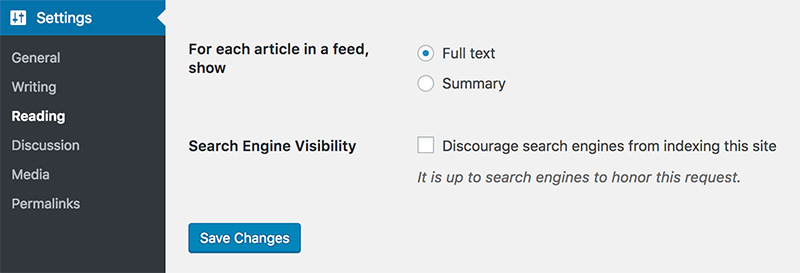 Settings
General
Writing
Reading
Discussion
Media
Permalinks
For each article in a feed,
show
Full text
Summary
Search Engine Visibility
Discourage search engines from indexing this site
It is up to search engines to honor this request.
Save Changes